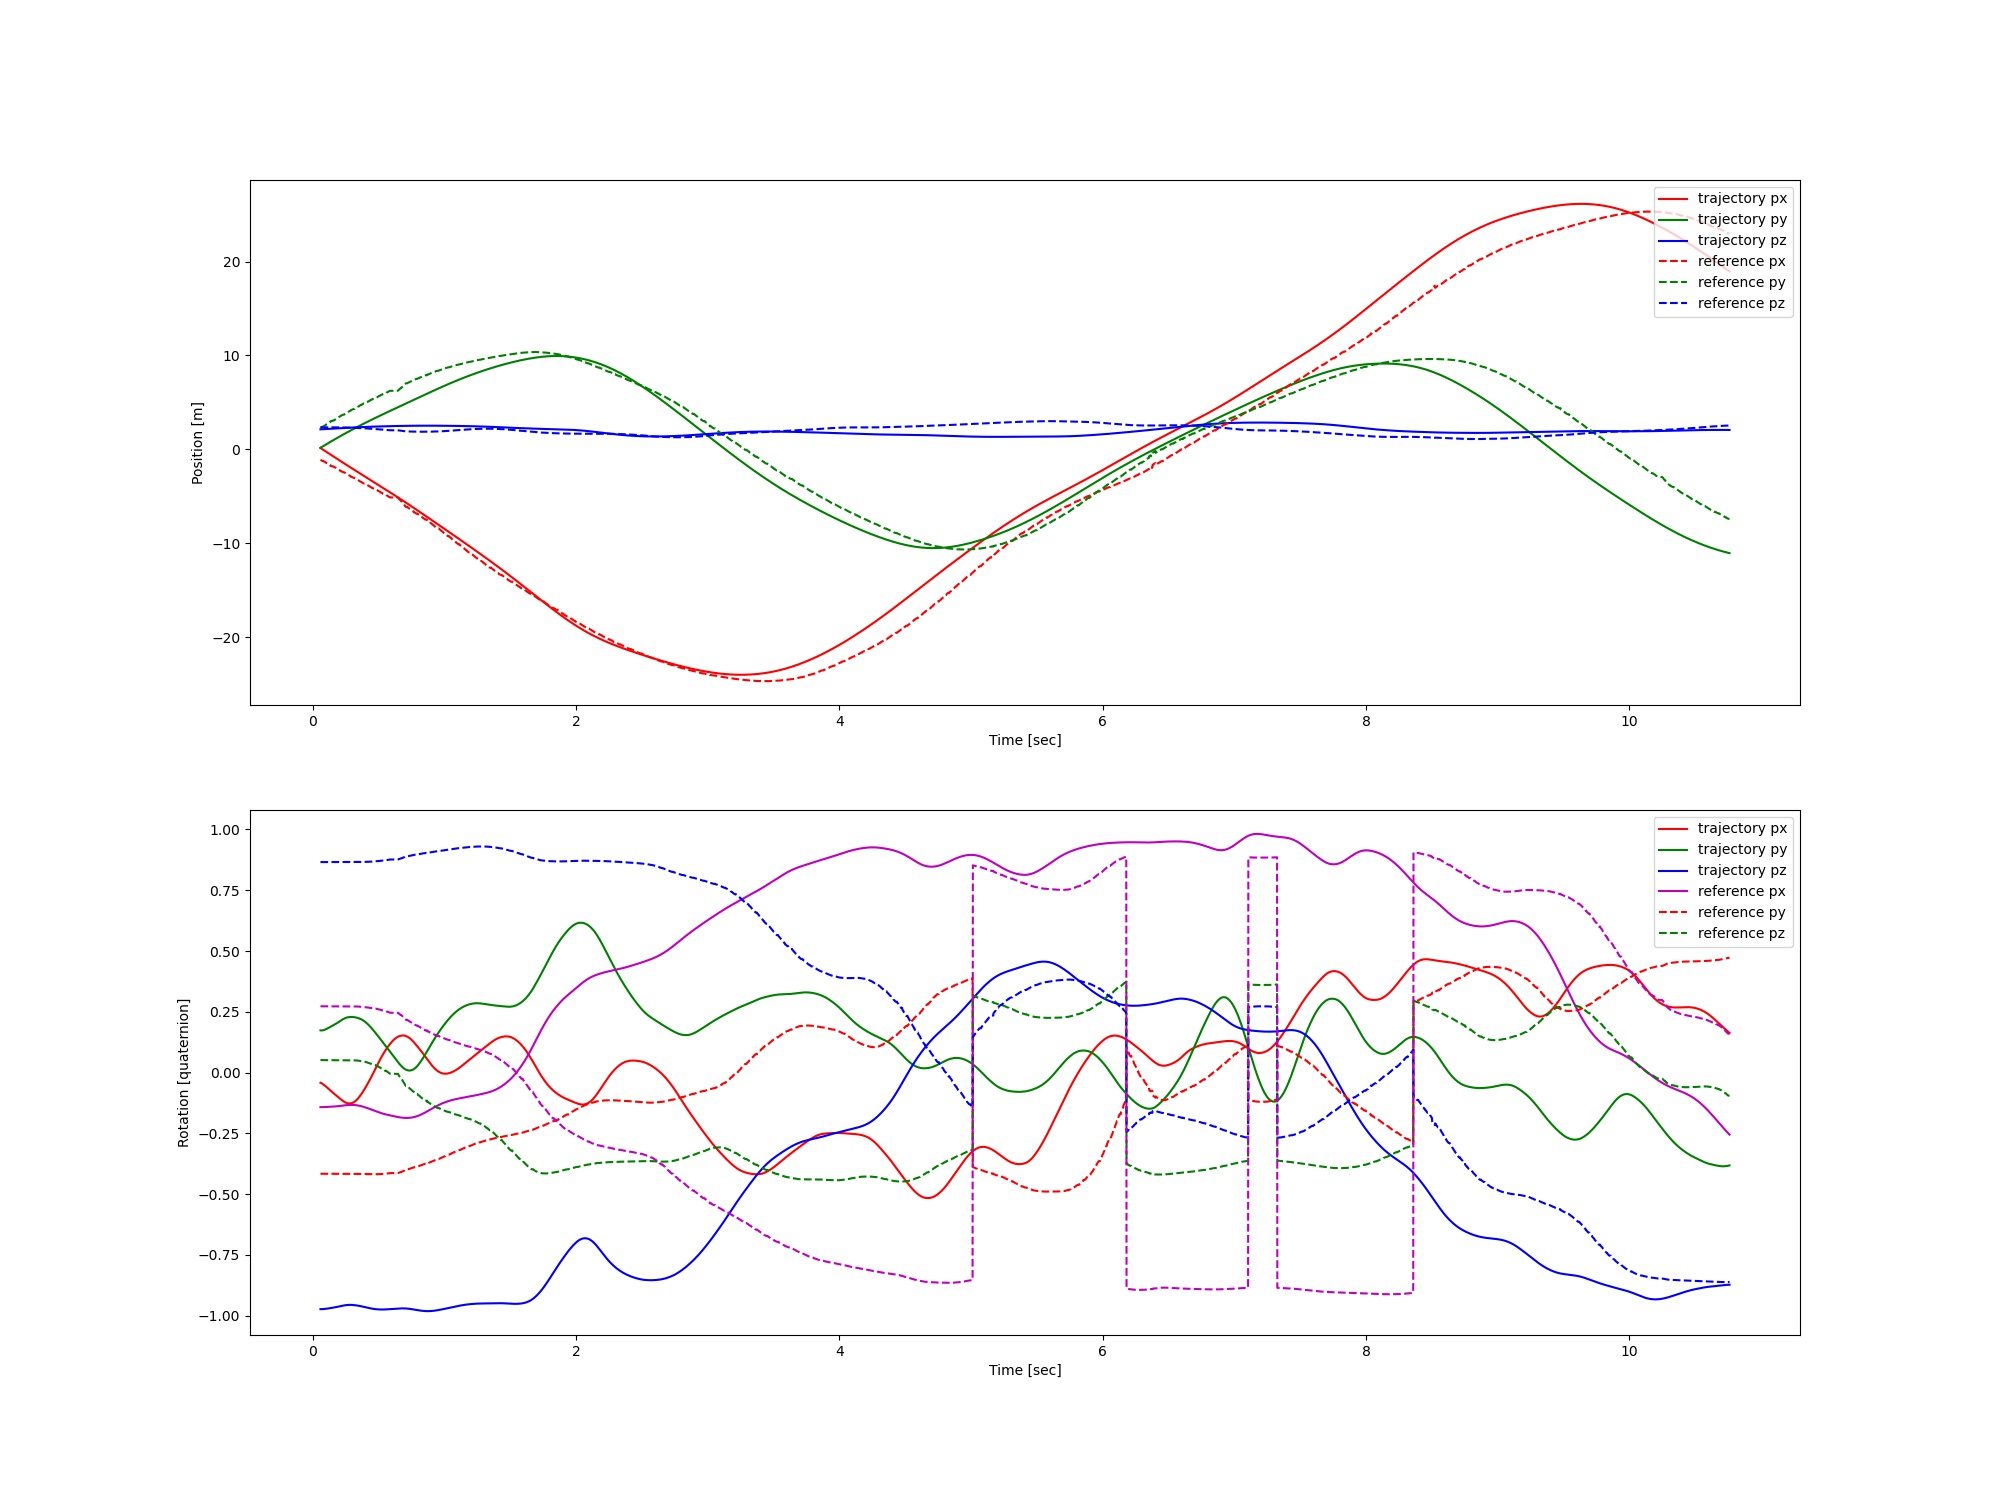 20
10
0
−10
−20
Position [m]
0 2 4 6 8 10
Time [sec]
trajectory px
trajectory py
trajectory pz
reference px
reference py
reference pz
1.00
0.75
0.50
0.25
0.00
−0.25
−0.50
−0.75
−1.00
Rotation [quaternion]
0 2 4 6 8 10
Time [sec]
trajectory px
trajectory py
trajectory pz
reference px
reference py
reference pz